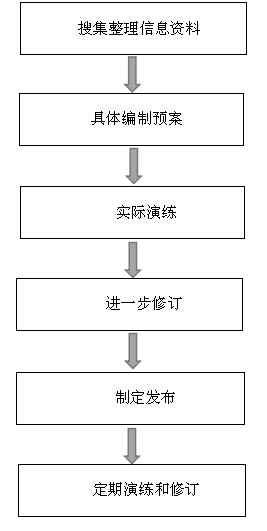 搜集整理信息资料
具体编制预案
实际演练
进一步修订
制定发布
定期演练和修订